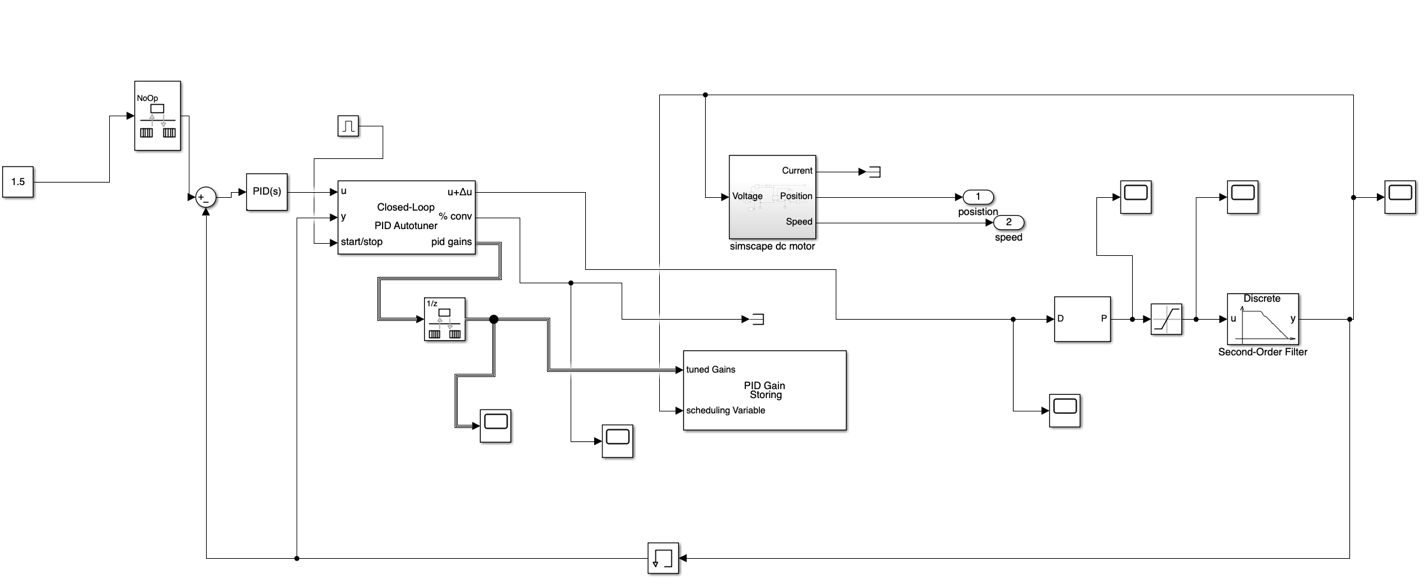 NoOp
1.5
+
−
PID(s)
u
y
start/stop
Closed-Loop
PID Autotuner
u+Δu
% conv
pid gains
1/z
Voltage
Current
Position
Speed
simscape dc motor
1
posistion
2
speed
tuned Gains
scheduling Variable
PID Gain
Storing
D
P
Discrete
u
y
Second-Order Filter